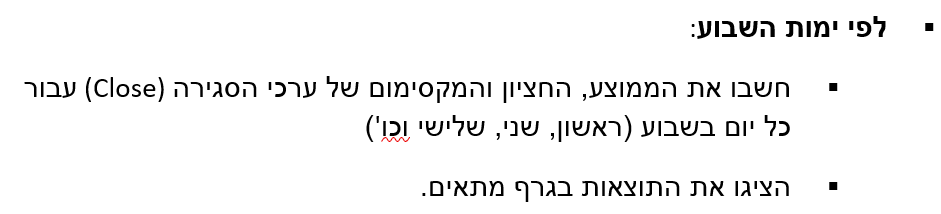 ▪ לפי ימות השבוע:
▪ חשבו את הממוצע, החציון והמקסימום של ערכי הסגירה (Close) עבור
כל יום בשבוע (ראשון, שני, שלישי וכו')
▪ הציגו את התוצאות בגרף מתאים.